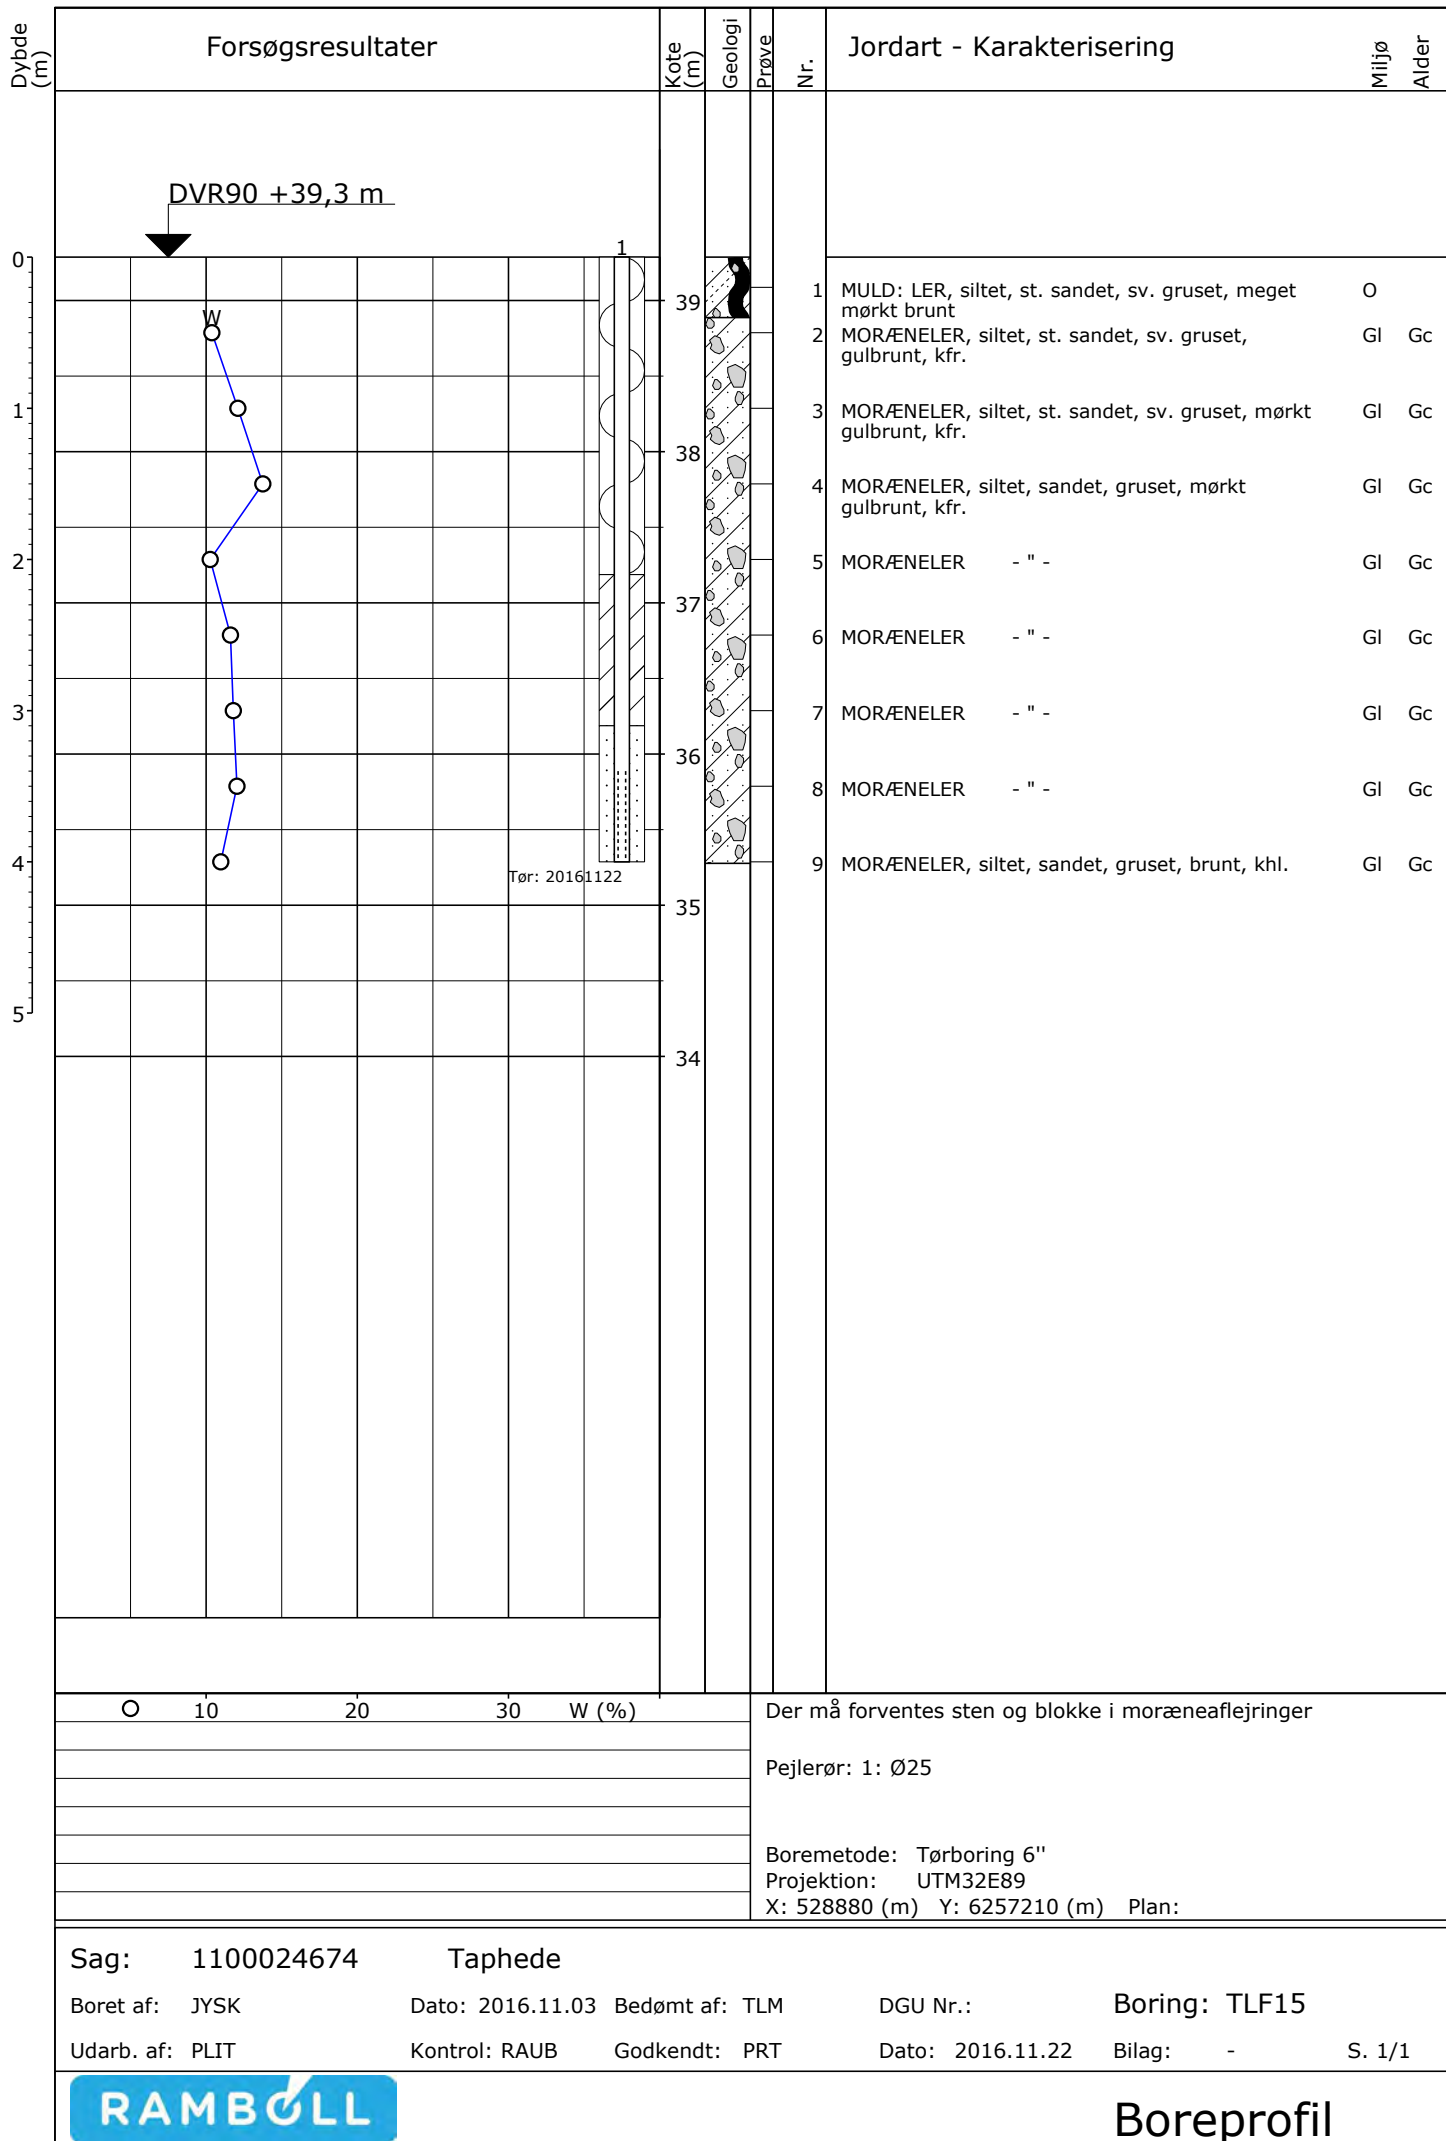 Dybde (m)
Forsøgsresultater
Kote (m)
Geologi
Prøve
Nr.
Jordart - Karakterisering
Miljø
Alder
DVR90 +39,3 m
1
0
W
39
1 MULD: LER, siltet, st. sandet, sv. gruset, meget O
mørkt brunt
2 MORÆNELER, siltet, st. sandet, sv. gruset, Gl Gc
gulbrunt, kfr.
1
3 MORÆNELER, siltet, st. sandet, sv. gruset, mørkt Gl Gc
gulbrunt, kfr.
38
4 MORÆNELER, siltet, sandet, gruset, mørkt Gl Gc
gulbrunt, kfr.
2
5 MORÆNELER - " - Gl Gc
37
6 MORÆNELER - " - Gl Gc
3
7 MORÆNELER - " - Gl Gc
36
8 MORÆNELER - " - Gl Gc
4
9 MORÆNELER, siltet, sandet, gruset, brunt, khl. Gl Gc
Tør: 20161122
35
5
34
10 20 30 W (%)
Der må forventes sten og blokke i moræneaflejringer
Pejlerør: 1: Ø25
Boremetode: Tørboring 6''
Projektion: UTM32E89
X: 528880 (m) Y: 6257210 (m) Plan:
Sag: 1100024674 Taphede
Boret af: JYSK Dato: 2016.11.03 Bedømt af: TLM DGU Nr.: Boring: TLF15
Udarb. af: PLIT Kontrol: RAUB Godkendt: PRT Dato: 2016.11.22 Bilag: - S. 1/1
RAMBØLL
Boreprofil